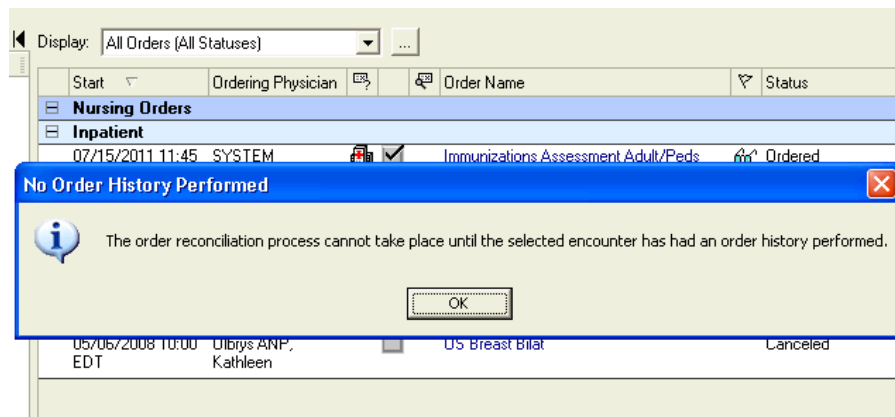 Display: All Orders (All Statuses) ...
Start Ordering Physician Order Name Status
Nursing Orders
Inpatient
07/15/2011 11:45 SYSTEM Immunizations Assessment Adult/Peds Ordered
No Order History Performed
The order reconciliation process cannot take place until the selected encounter has had an order history performed.
OK
05/06/2008 10:00 Olbrys ANP, US Breast Bilat Canceled
EDT Kathleen